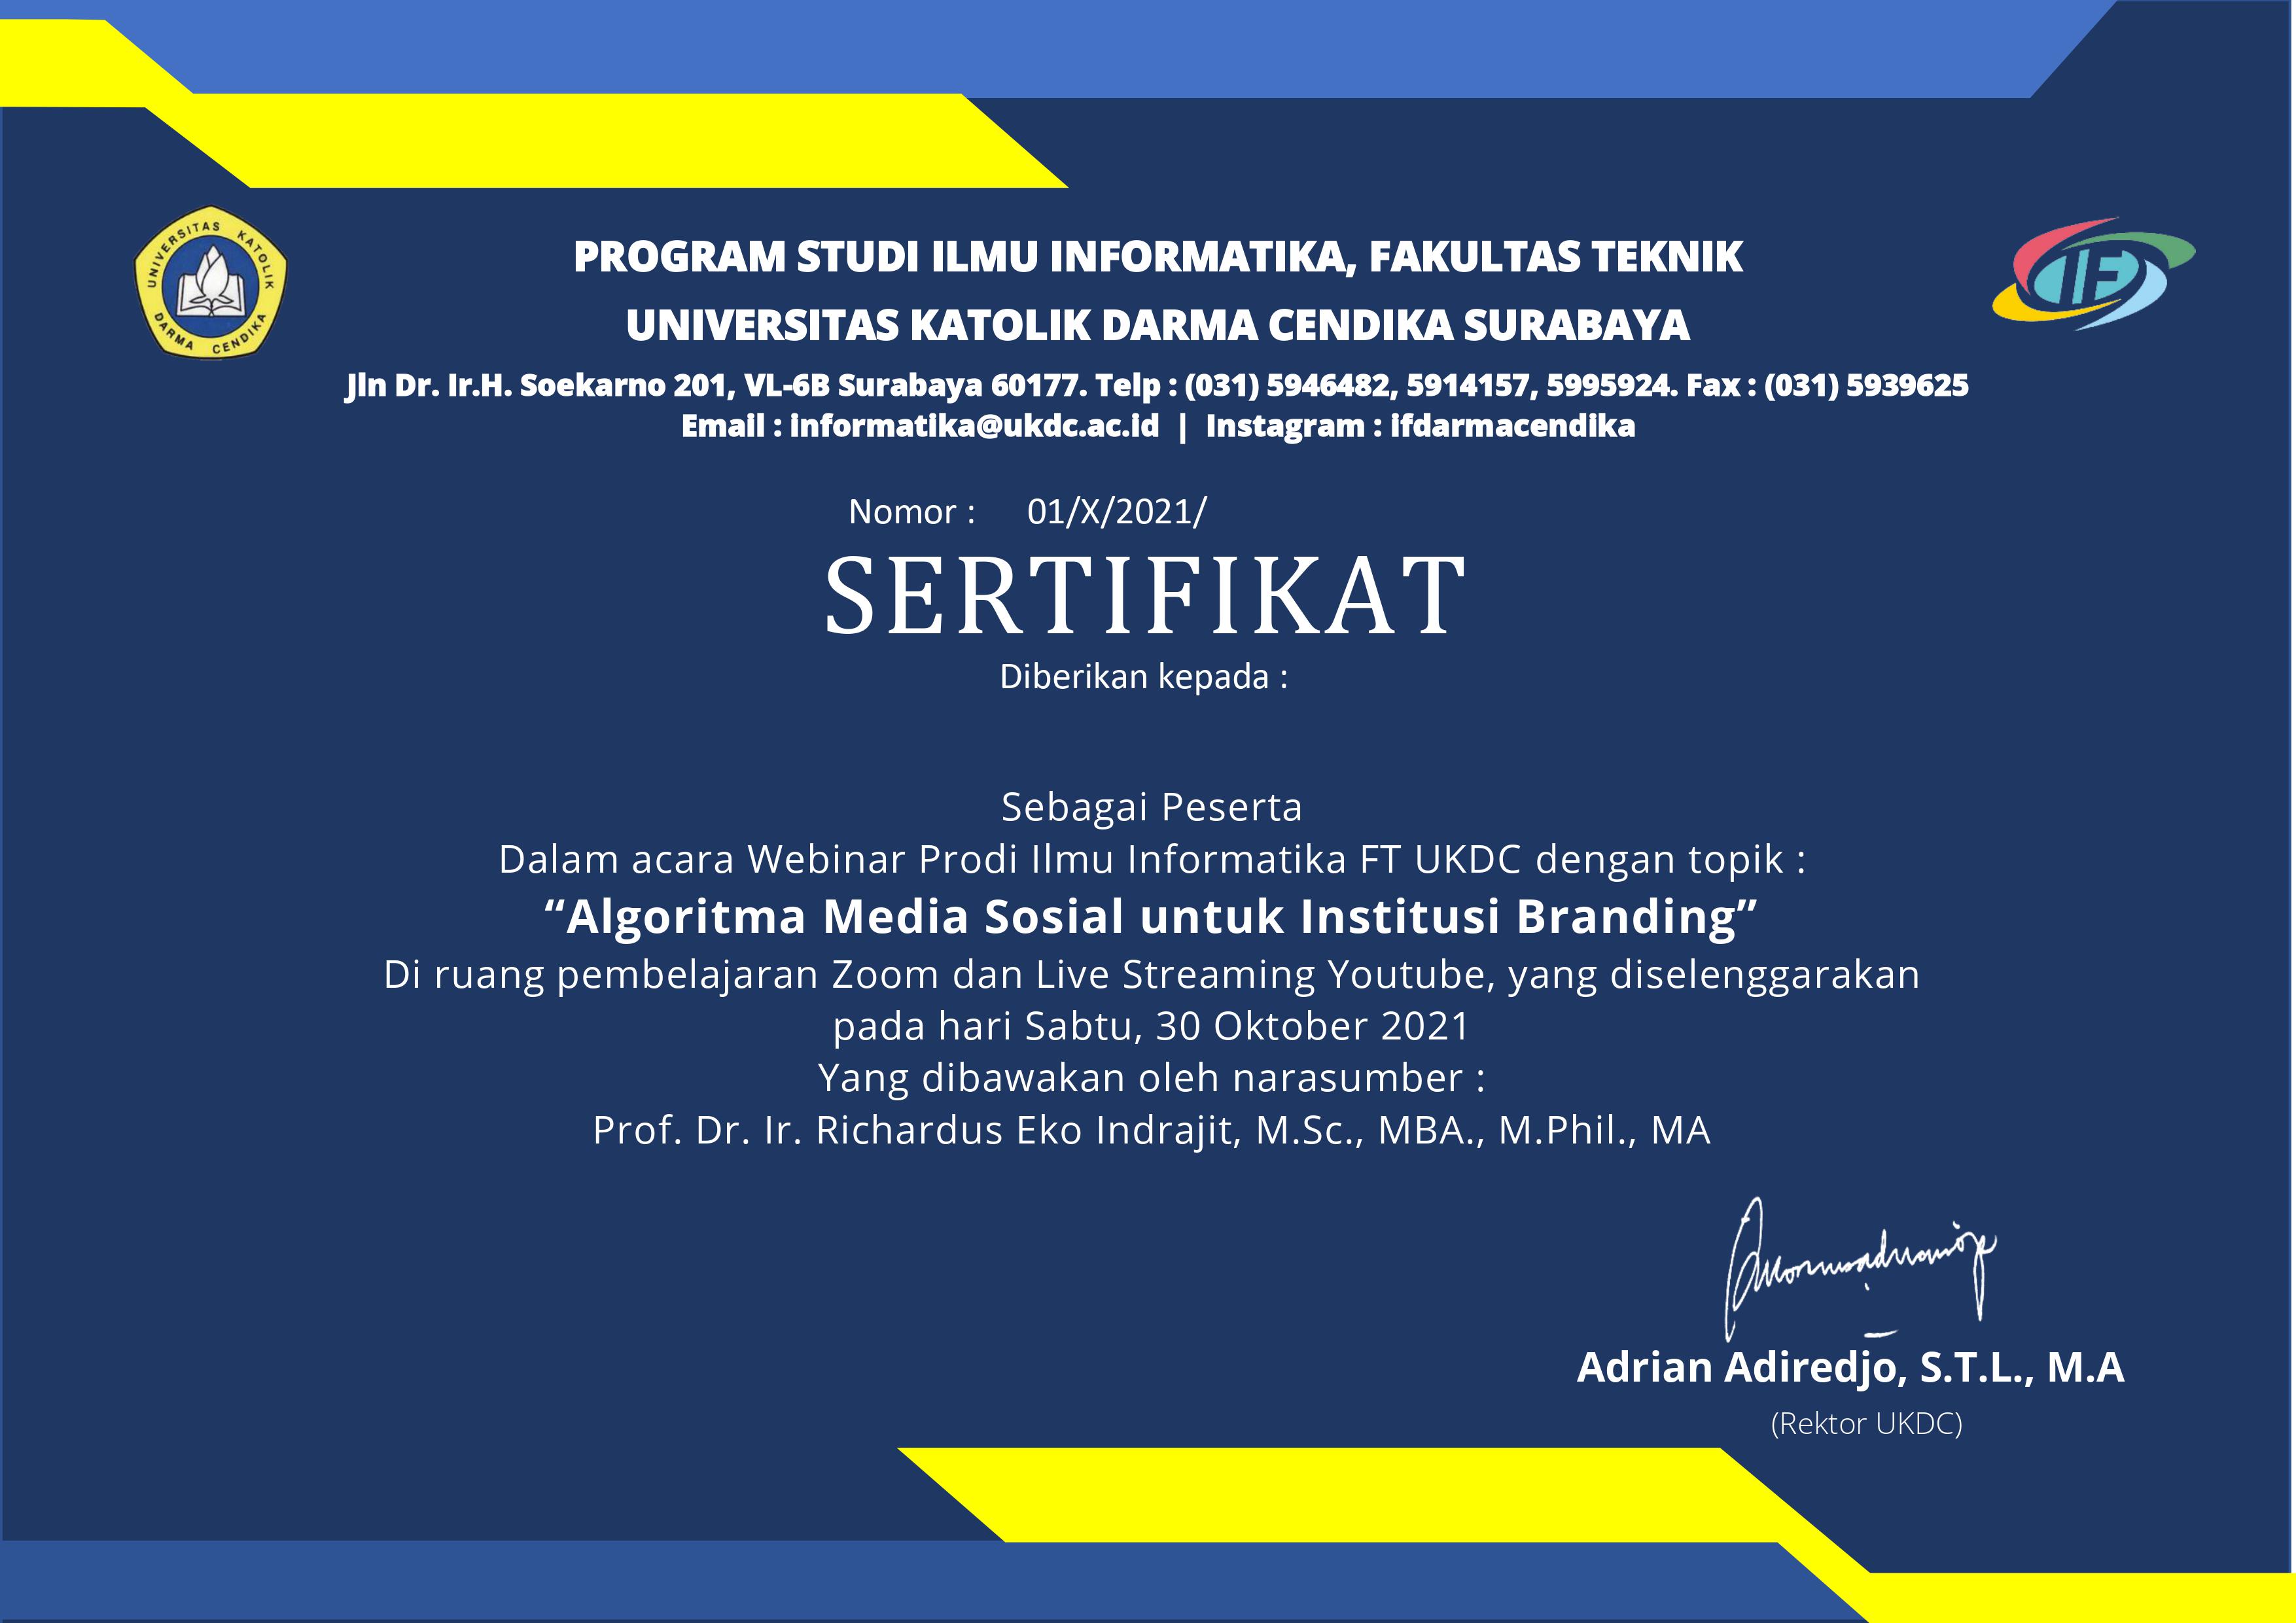 UNIVERSITAS KATOLIK
DARMA CENDIKA
PROGRAM STUDI ILMU INFORMATIKA, FAKULTAS TEKNIK
UNIVERSITAS KATOLIK DARMA CENDIKA SURABAYA
Jln Dr. Ir.H. Soekarno 201, VL-6B Surabaya 60177. Telp : (031) 5946482, 5914157, 5995924. Fax : (031) 5939625
Email : informatika@ukdc.ac.id | Instagram : ifdarmacendika
IF
Nomor : 01/X/2021/
SERTIFIKAT
Diberikan kepada :
Sebagai Peserta
Dalam acara Webinar Prodi Ilmu Informatika FT UKDC dengan topik :
“Algoritma Media Sosial untuk Institusi Branding”
Di ruang pembelajaran Zoom dan Live Streaming Youtube, yang diselenggarakan
pada hari Sabtu, 30 Oktober 2021
Yang dibawakan oleh narasumber :
Prof. Dr. Ir. Richardus Eko Indrajit, M.Sc., MBA., M.Phil., MA
Adrian Adiredjo, S.T.L., M.A
(Rektor UKDC)